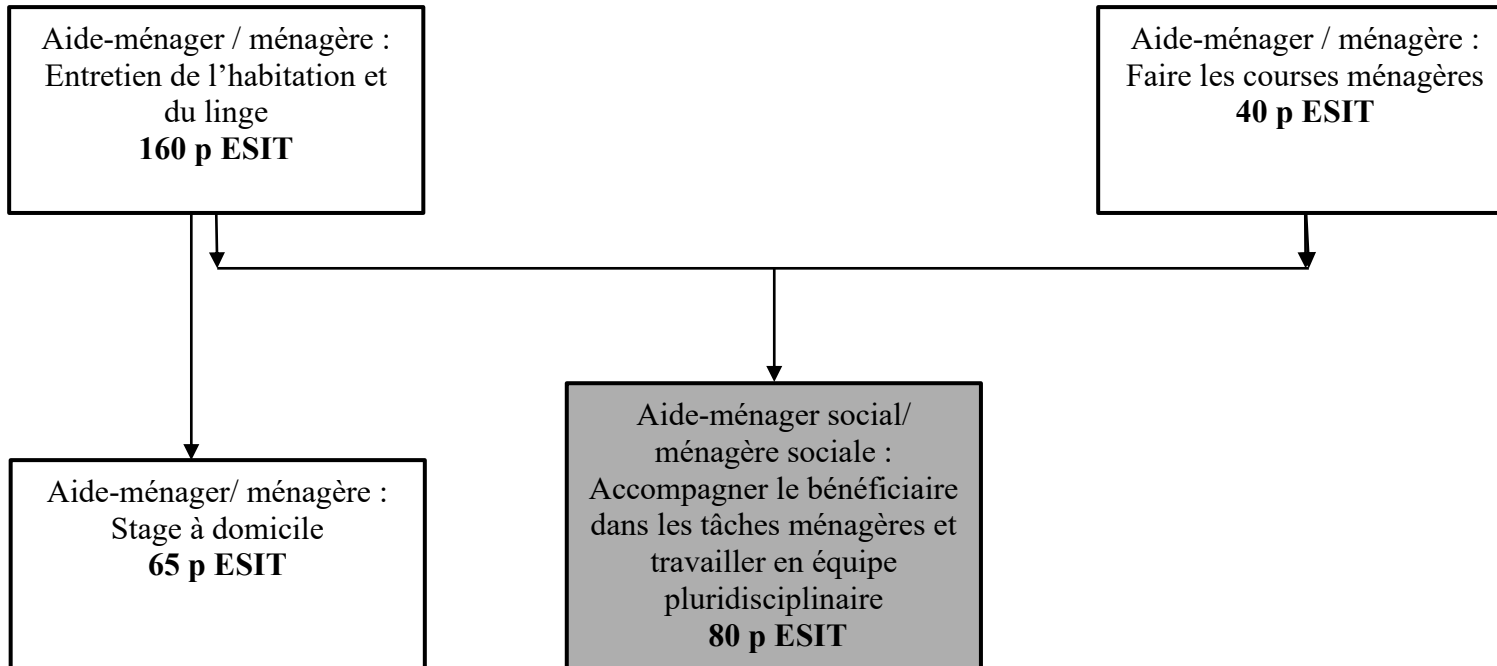 Aide-ménager / ménagère :
Entretien de l’habitation et
du linge
160 p ESIT
Aide-ménager / ménagère :
Faire les courses ménagères
40 p ESIT
Aide-ménager/ ménagère :
Stage à domicile
65 p ESIT
Aide-ménager social/
ménagère sociale :
Accompagner le bénéficiaire
dans les tâches ménagères et
travailler en équipe
pluridisciplinaire
80 p ESIT